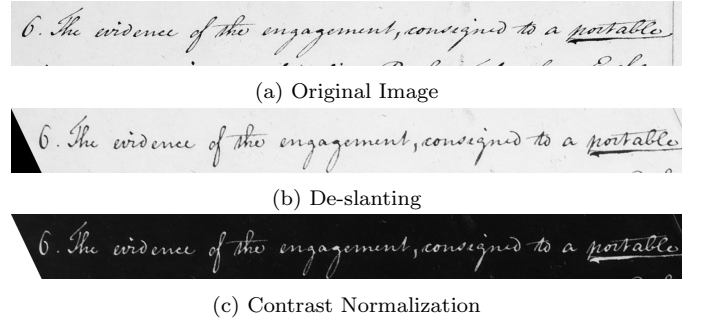 6. The evidence of the engagement, consigned to a portable
(a) Original Image
6. The evidence of the engagement, consigned to a portable
(b) De-slanting
6. The evidence of the engagement, consigned to a portable
(c) Contrast Normalization